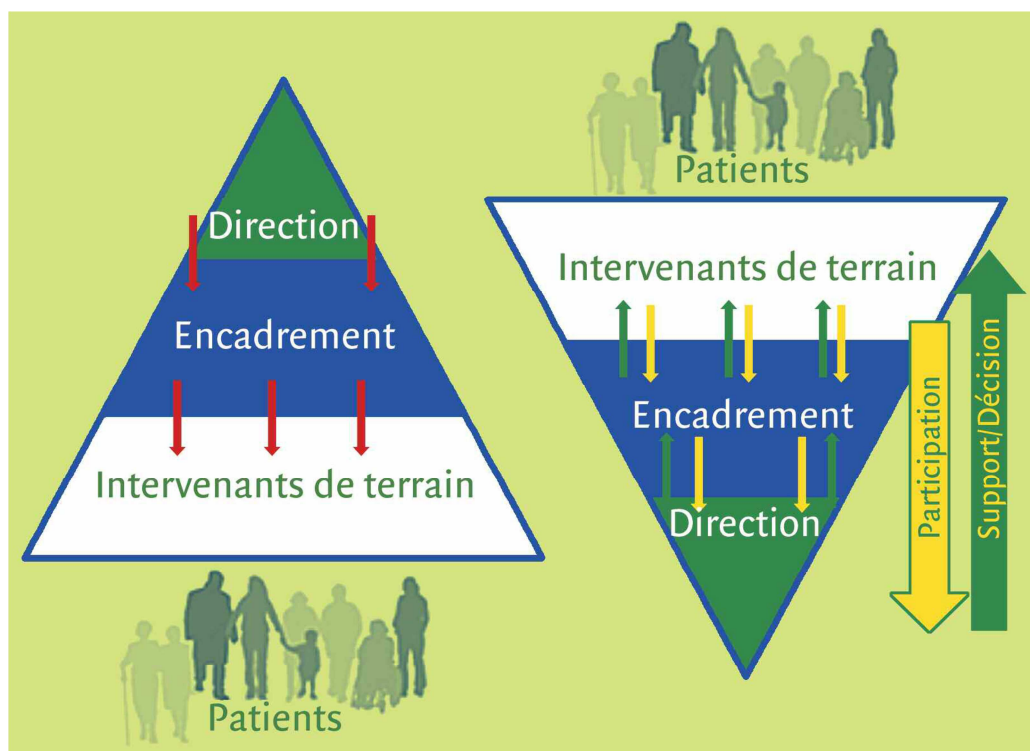 Direction
Encadrement
Intervenants de terrain
Patients
Patients
Intervenants de terrain
Encadrement
Direction
Participation
Support/Décision